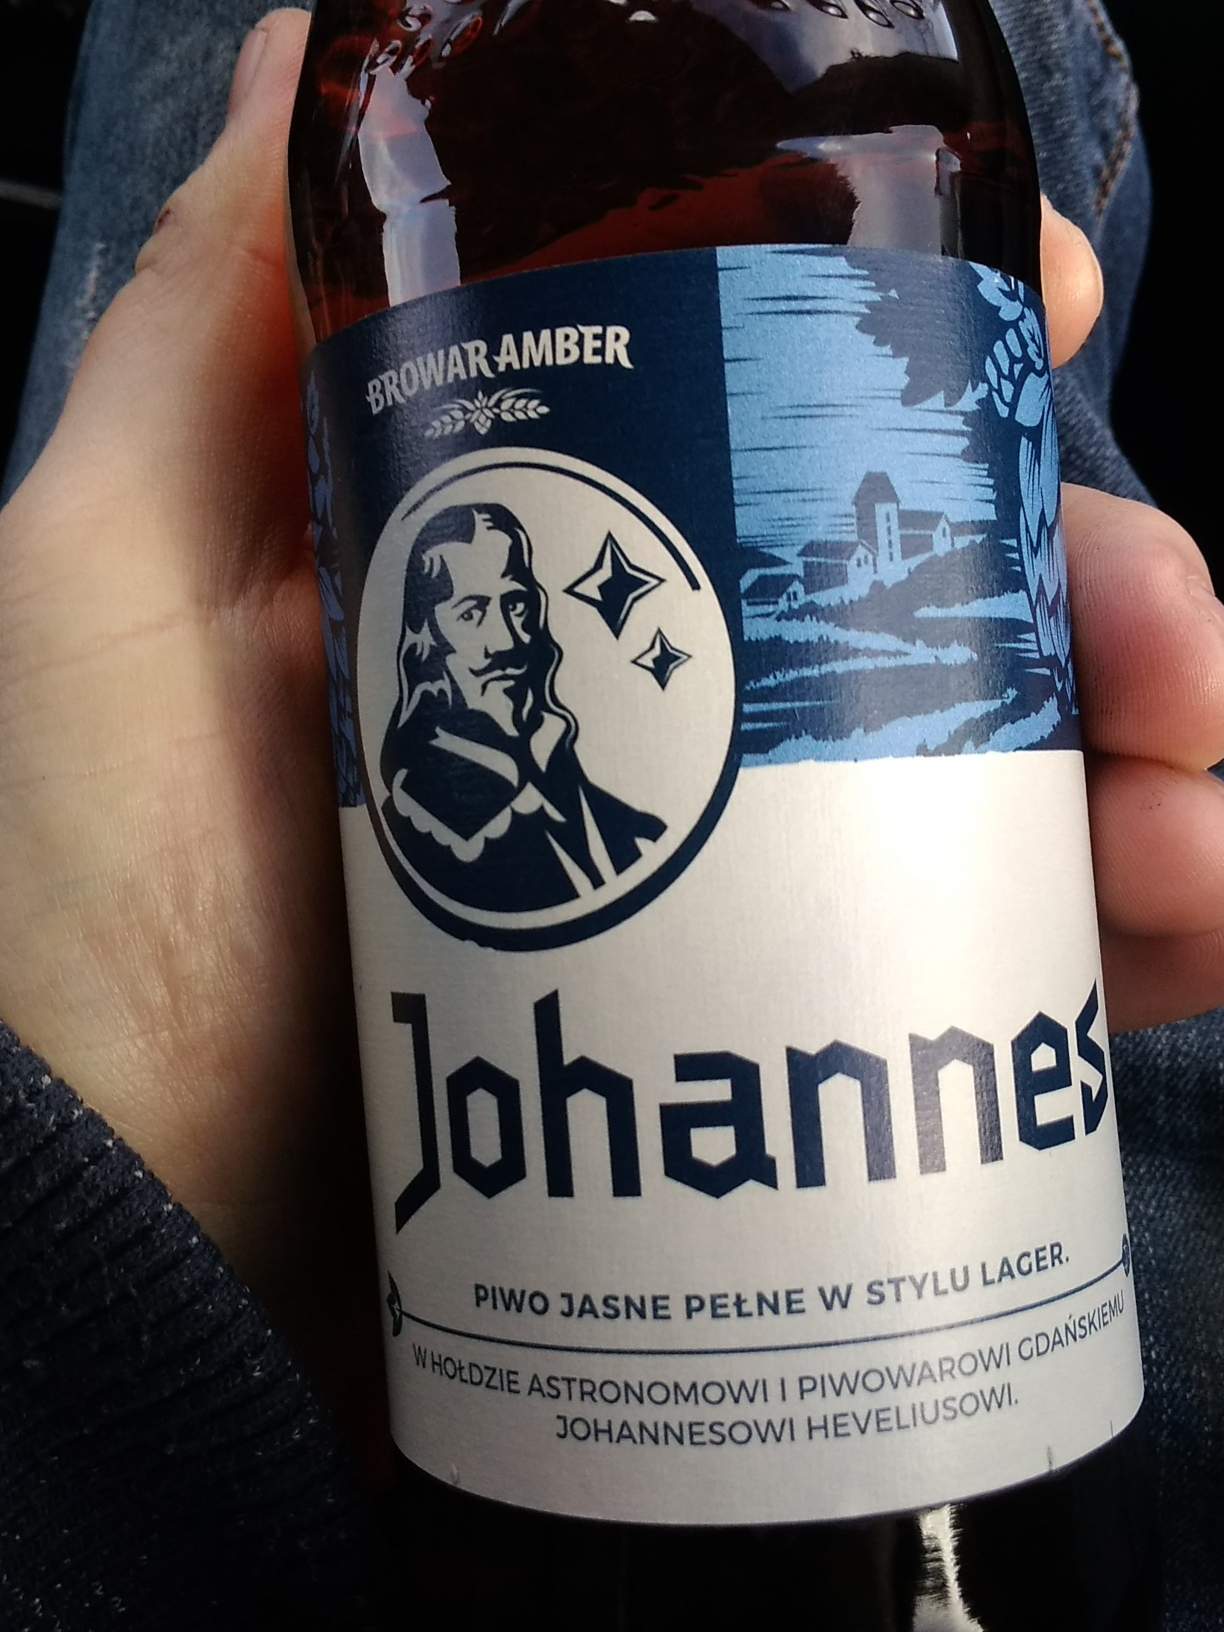 BROWAR AMBER
Johannes
PIWO JASNE PEŁNE W STYLU LAGER.
W HOŁDZIE ASTRONOMOWI I PIWOWAROWI GDAŃSKIEMU
JOHANNESOWI HEVELIUSOWI.